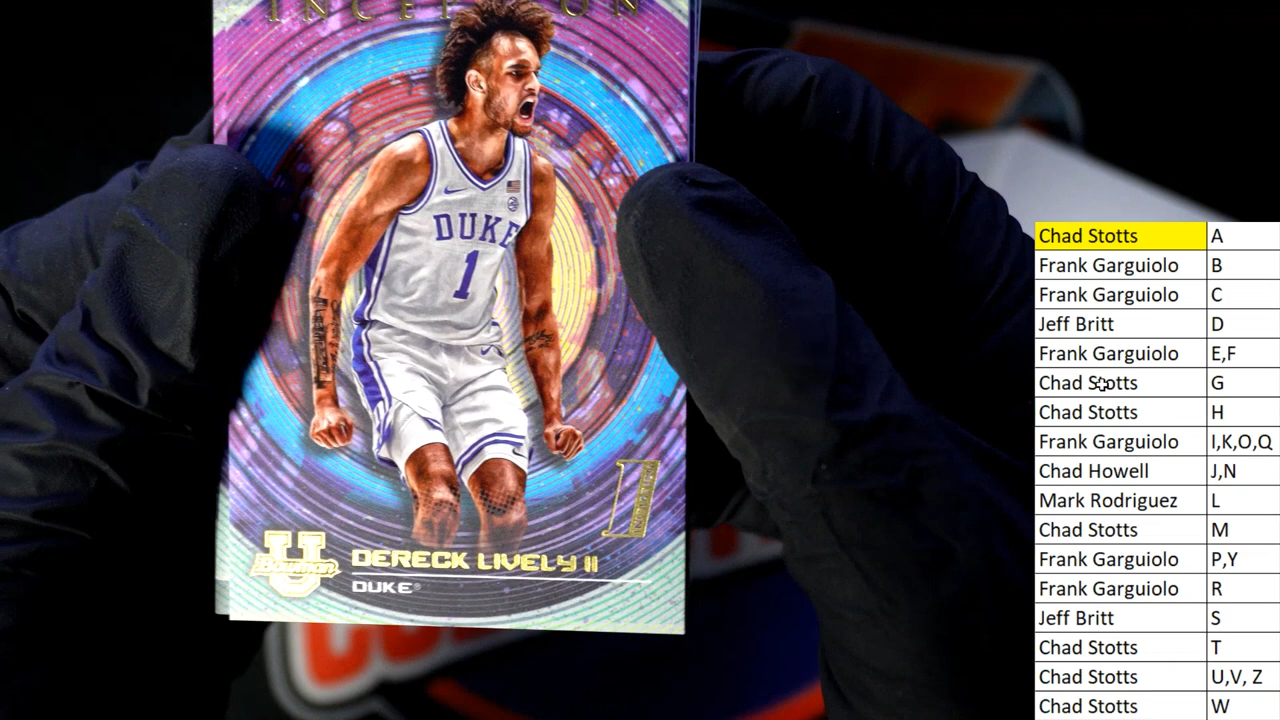 INCEPTION
DUKE
1
Bowman
U
DERECK LIVELY II
DUKE®
Chad Stotts A
Frank Garguiolo B
Frank Garguiolo C
Jeff Britt D
Frank Garguiolo E,F
Chad Stotts G
Chad Stotts H
Frank Garguiolo I,K,O,Q
Chad Howell J,N
Mark Rodriguez L
Chad Stotts M
Frank Garguiolo P,Y
Frank Garguiolo R
Jeff Britt S
Chad Stotts T
Chad Stotts U,V, Z
Chad Stotts W